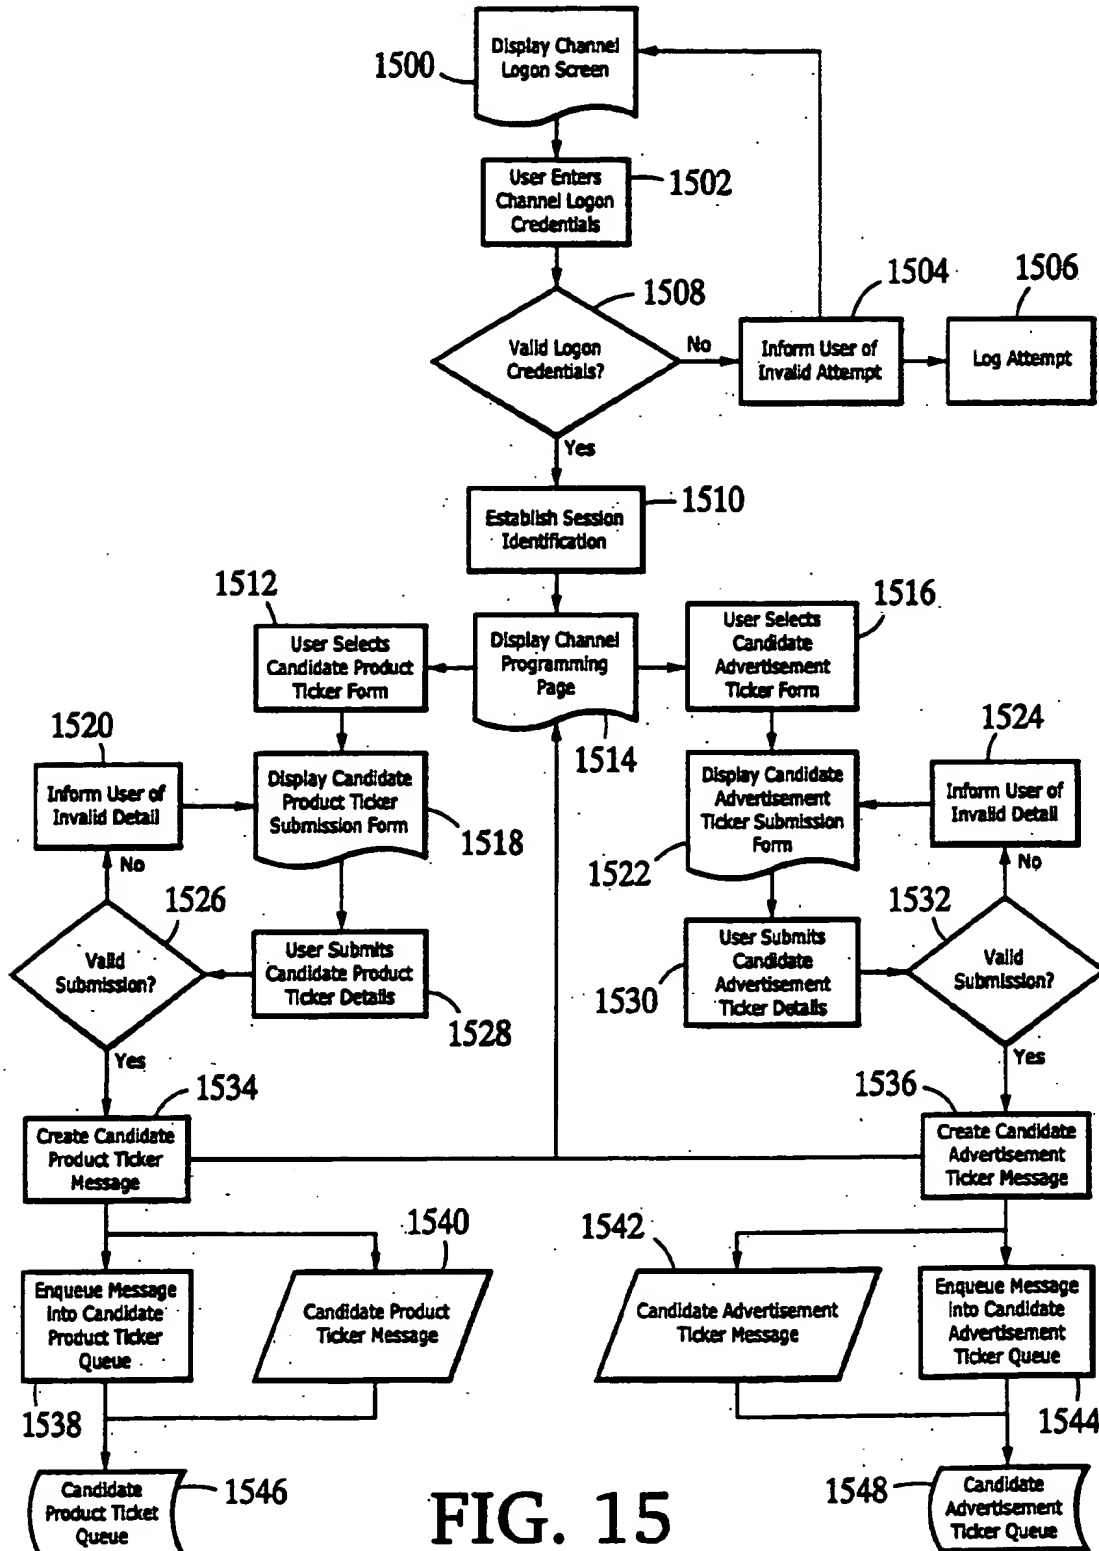 Display Channel
Logon Screen
1500
User Enters
Channel Logon
Credentials
1502
1508
1504
1506
Valid Logon
Credentials?
No
Inform User of
Invalid Attempt
Log Attempt
Yes
1510
Establish Session
Identification
1512
1516
User Selects
Candidate Product
Ticker Form
Display Channel
Programming
Page
User Selects
Candidate
Advertisement
Ticker Form
1514
1520
1524
Inform User of
Invalid Detail
Display Candidate
Product Ticker
Submission Form
1518
Display Candidate
Advertisement
Ticker Submission
Form
1522
Inform User of
Invalid Detail
No
No
1526
1532
Valid
Submission?
User Submits
Candidate Product
Ticker Details
1528
User Submits
Candidate
Advertisement
Ticker Details
1530
Valid
Submission?
Yes
Yes
1534
1536
Create Candidate
Product Ticker
Message
Create Candidate
Advertisement
Ticker Message
1540
1542
Enqueue Message
into Candidate
Product Ticker
Queue
1538
Candidate Product
Ticker Message
Candidate Advertisement
Ticker Message
Enqueue Message
into Candidate
Advertisement
Ticker Queue
1544
Candidate
Product Ticket
Queue
1546
FIG. 15
1548
Candidate
Advertisement
Ticker Queue